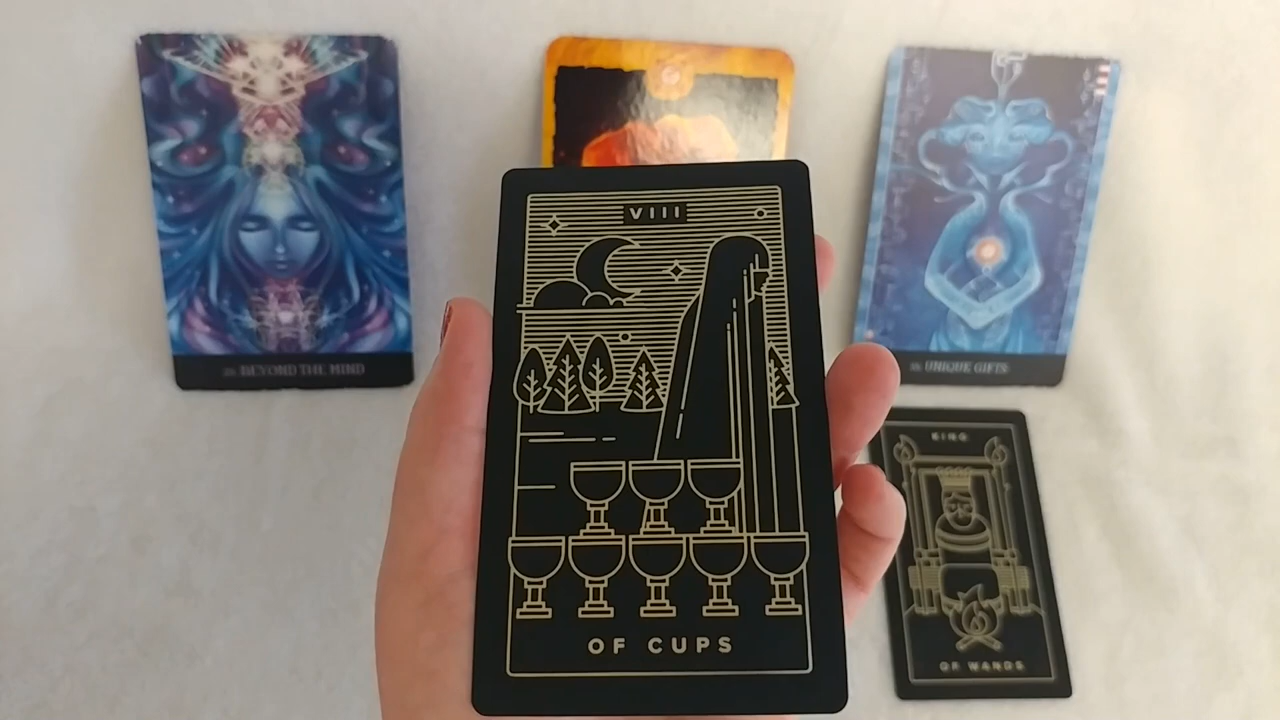 BEYOND THE MIND
UNIQUE GIFTS
VIII
OF CUPS
KING
OF WANDS